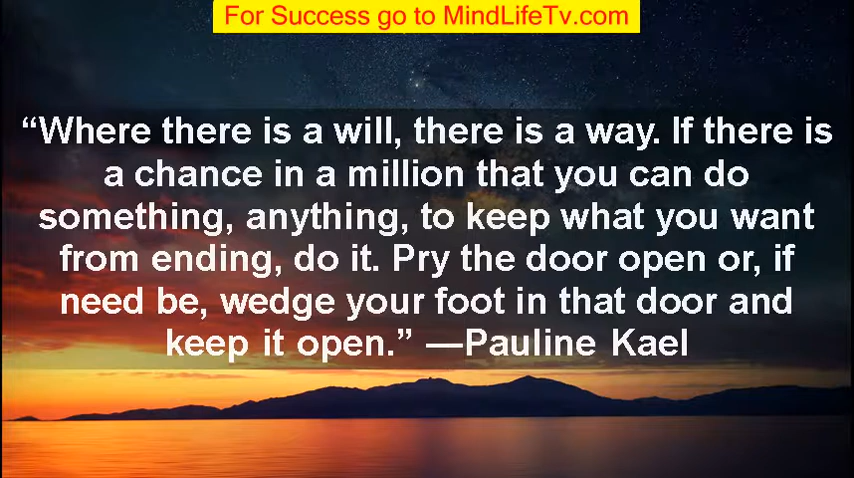 For Success go to MindLifeTv.com
“Where there is a will, there is a way. If there is
a chance in a million that you can do
something, anything, to keep what you want
from ending, do it. Pry the door open or, if
need be, wedge your foot in that door and
keep it open.” —Pauline Kael